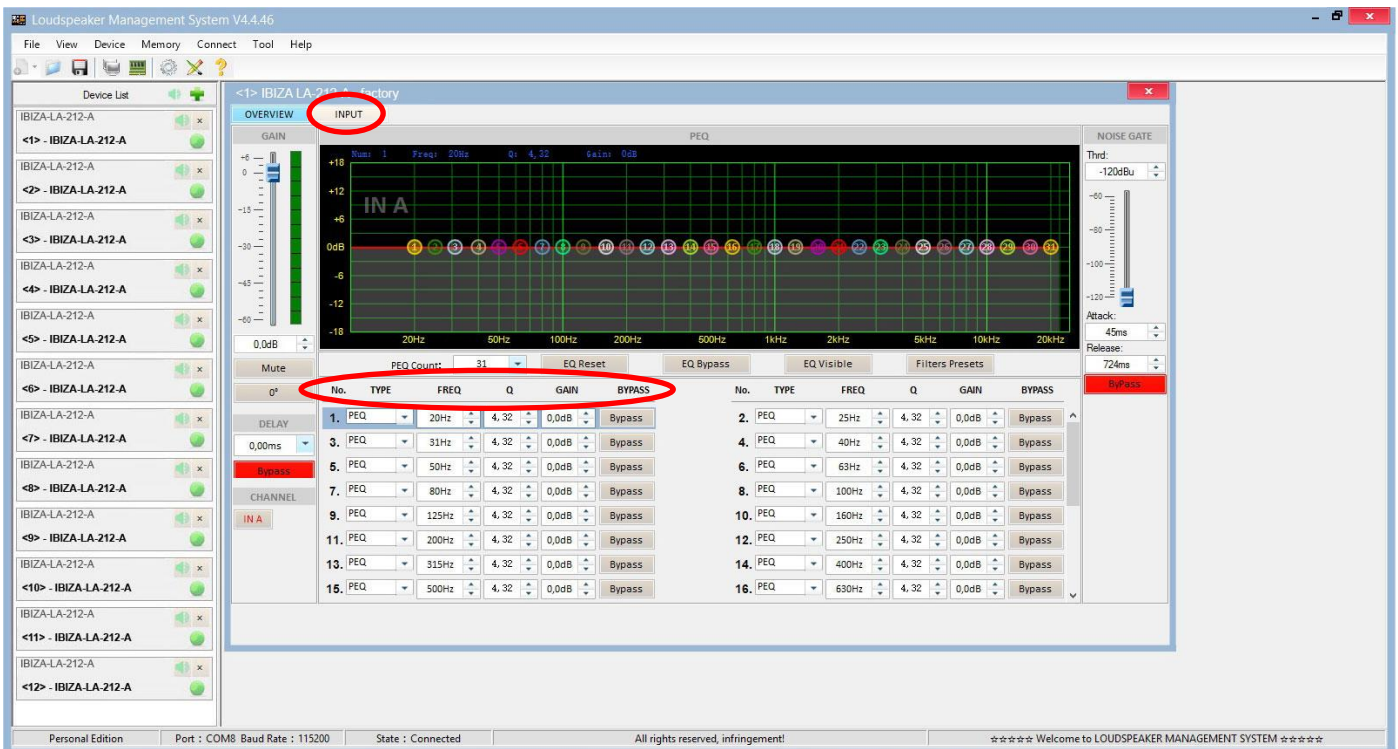 Loudspeaker Management System V4.4.46
File View Device Memory Connect Tool Help
Device List
IBIZA-LA-212-A
<1> - IBIZA-LA-212-A
IBIZA-LA-212-A
<2> - IBIZA-LA-212-A
IBIZA-LA-212-A
<3> - IBIZA-LA-212-A
IBIZA-LA-212-A
<4> - IBIZA-LA-212-A
IBIZA-LA-212-A
<5> - IBIZA-LA-212-A
IBIZA-LA-212-A
<6> - IBIZA-LA-212-A
IBIZA-LA-212-A
<7> - IBIZA-LA-212-A
IBIZA-LA-212-A
<8> - IBIZA-LA-212-A
IBIZA-LA-212-A
<9> - IBIZA-LA-212-A
IBIZA-LA-212-A
<10> - IBIZA-LA-212-A
IBIZA-LA-212-A
<11> - IBIZA-LA-212-A
IBIZA-LA-212-A
<12> - IBIZA-LA-212-A
<1> IBIZA LA-212-A factory
OVERVIEW INPUT
GAIN
+6
0
-15
-30
-45
-60
0,0dB
Mute
0°
DELAY
0,00ms
Bypass
CHANNEL
IN A
PEQ
Num: 1 Freq: 20Hz Q: 4,32 Gain: 0dB
IN A
+18
+12
+6
0dB
-6
-12
-18
20Hz 50Hz 100Hz 200Hz 500Hz 1kHz 2kHz 5kHz 10kHz 20kHz
PEQ Count: 31 EQ Reset EQ Bypass EQ Visible Filters Presets
No. TYPE FREQ Q GAIN BYPASS No. TYPE FREQ Q GAIN BYPASS
1. PEQ 20Hz 4,32 0,0dB Bypass 2. PEQ 25Hz 4,32 0,0dB Bypass
3. PEQ 31Hz 4,32 0,0dB Bypass 4. PEQ 40Hz 4,32 0,0dB Bypass
5. PEQ 50Hz 4,32 0,0dB Bypass 6. PEQ 63Hz 4,32 0,0dB Bypass
7. PEQ 80Hz 4,32 0,0dB Bypass 8. PEQ 100Hz 4,32 0,0dB Bypass
9. PEQ 125Hz 4,32 0,0dB Bypass 10. PEQ 160Hz 4,32 0,0dB Bypass
11. PEQ 200Hz 4,32 0,0dB Bypass 12. PEQ 250Hz 4,32 0,0dB Bypass
13. PEQ 315Hz 4,32 0,0dB Bypass 14. PEQ 400Hz 4,32 0,0dB Bypass
15. PEQ 500Hz 4,32 0,0dB Bypass 16. PEQ 630Hz 4,32 0,0dB Bypass
NOISE GATE
Thrd:
-120dBu
-60
-80
-100
-120
Attack:
45ms
Release:
724ms
ByPass
Personal Edition Port : COM8 Baud Rate : 115200 State : Connected All rights reserved, infringement! ☆☆☆☆☆ Welcome to LOUDSPEAKER MANAGEMENT SYSTEM ☆☆☆☆☆